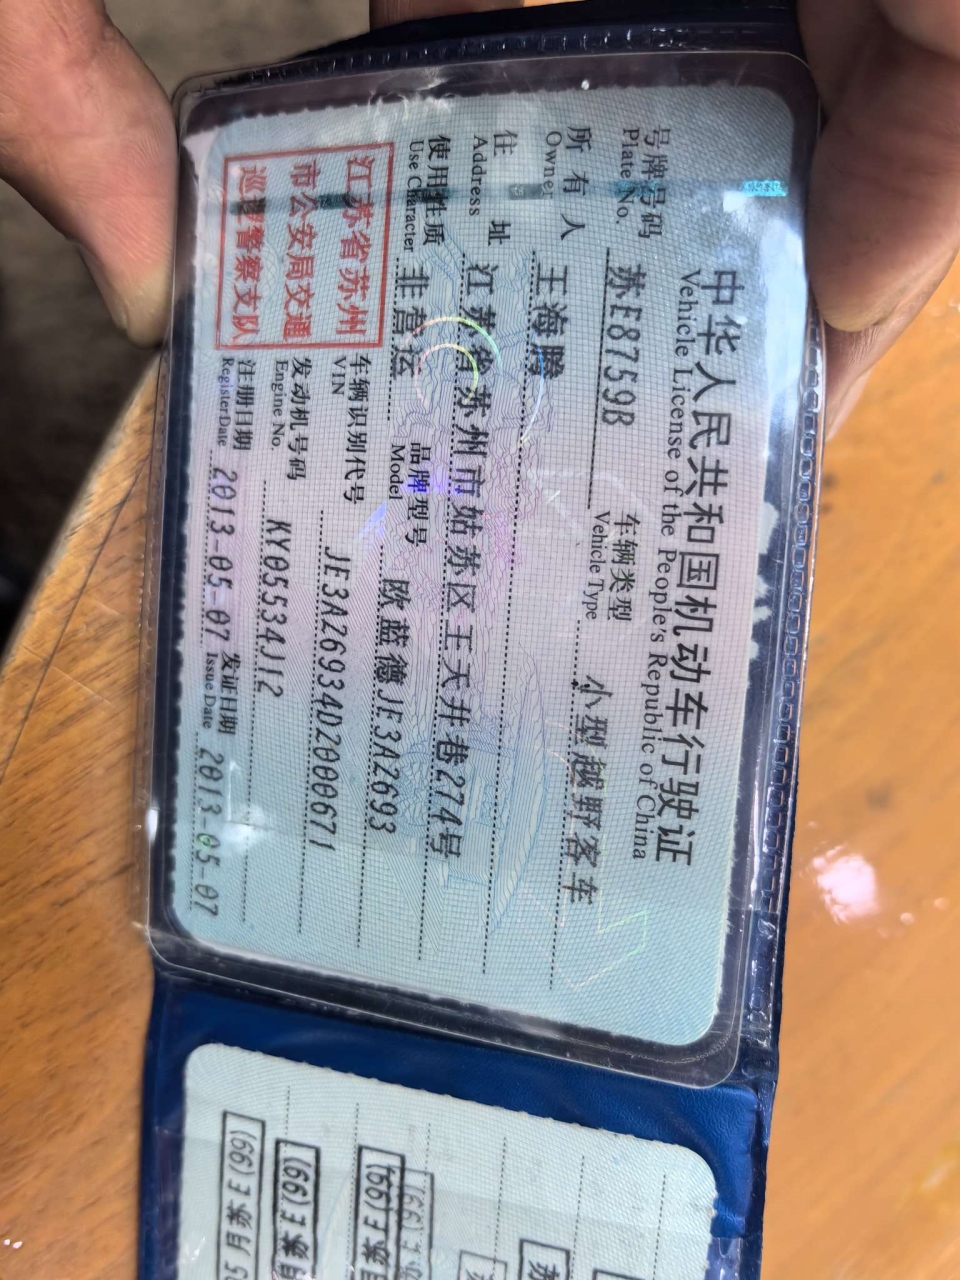 中华人民共和国机动车行驶证
Vehicle License of the People's Republic of China
号牌号码 苏E8759B 车辆类型 小型越野客车
Plate No. Vehicle Type
所有人 王海腾
Owner
住址 江苏省苏州市姑苏区王天井巷274号
Address
使用性质 非营运 品牌型号 欧蓝德JE3AZ693
Use Character Model
江苏省苏州
市公安局交通
巡逻警察支队
车辆识别代号 JE3AZ6934DZ000671
VIN
发动机号码 KY05534J12
Engine No.
注册日期 2013-05-07 发证日期 2013-05-07
RegisterDate Issue Date